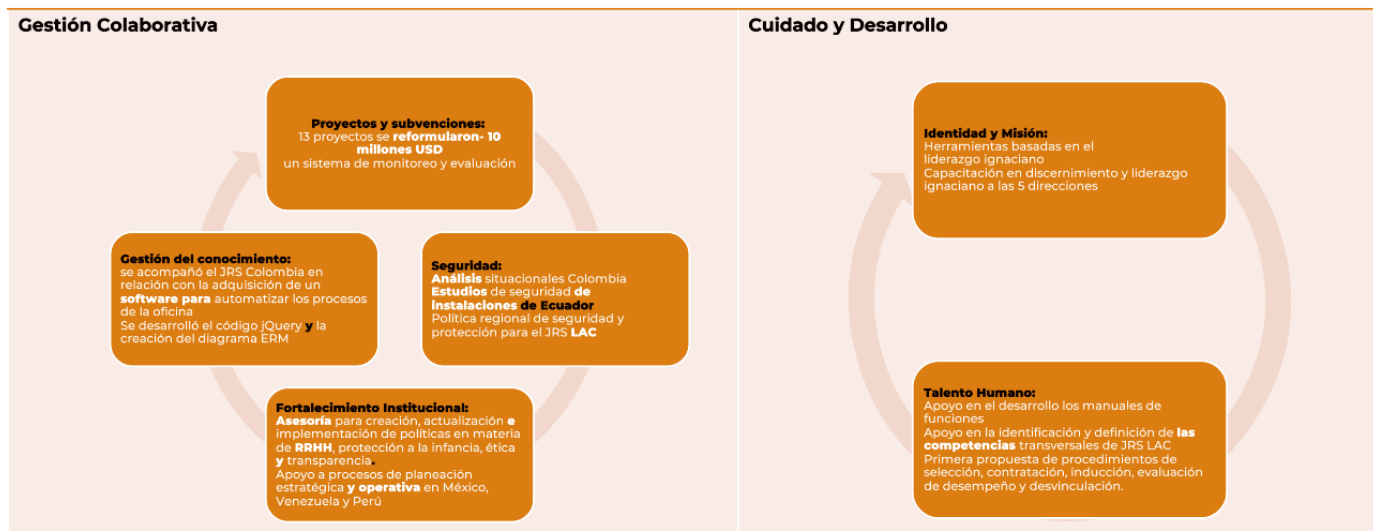 Gestión Colaborativa
Proyectos y subvenciones:
13 proyectos se reformularon- 10
millones USD
un sistema de monitoreo y evaluación
Gestión del conocimiento:
se acompañó el JRS Colombia en
relación con la adquisición de un
software para automatizar los procesos
de la oficina
Se desarrolló el código jQuery y la
creación del diagrama ERM
Seguridad:
Análisis situacionales Colombia
Estudios de seguridad de
instalaciones de Ecuador
Política regional de seguridad y
protección para el JRS LAC
Fortalecimiento Institucional:
Asesoría para creación, actualización e
implementación de políticas en materia
de RRHH, protección a la infancia, ética
y transparencia.
Apoyo a procesos de planeación
estratégica y operativa en México,
Venezuela y Perú
Cuidado y Desarrollo
Identidad y Misión:
Herramientas basadas en el
liderazgo ignaciano
Capacitación en discernimiento y liderazgo
ignaciano a las 5 direcciones
Talento Humano:
Apoyo en el desarrollo los manuales de
funciones
Apoyo en la identificación y definición de las
competencias transversales de JRS LAC
Primera propuesta de procedimientos de
selección, contratación, inducción, evaluación
de desempeño y desvinculación.